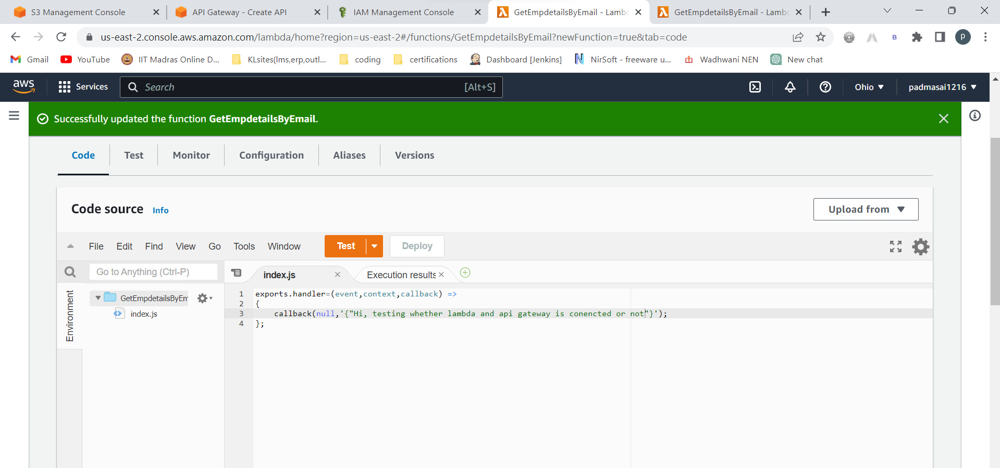 S3 Management Console
API Gateway - Create API
IAM Management Console
GetEmpdetailsByEmail - Lamb
GetEmpdetailsByEmail - Lamb
us-east-2.console.aws.amazon.com/lambda/home?region=us-east-2#/functions/GetEmpdetailsByEmail?newFunction=true&tab=code
B
p
Gmail
YouTube
IIT Madras Online D...
KLsites(lms,erp,outl...
coding
certifications
Dashboard [Jenkins]
NirSoft - freeware u...
Wadhwani NEN
New chat
aws
Services
Search
[Alt+S]
Ohio
padmasai1216
Successfully updated the function GetEmpdetailsByEmail.
Code
Test
Monitor
Configuration
Aliases
Versions
Code source
Info
Upload from
File
Edit
Find
View
Go
Tools
Window
Test
Deploy
Go to Anything (Ctrl-P)
index.js
Execution results
Environment
GetEmpdetailsByEm
index.js
1 exports.handler=(event,context,callback) =>
2 {
3 callback(null,'{"Hi, testing whether lambda and api gateway is conencted or not"}');
4 };